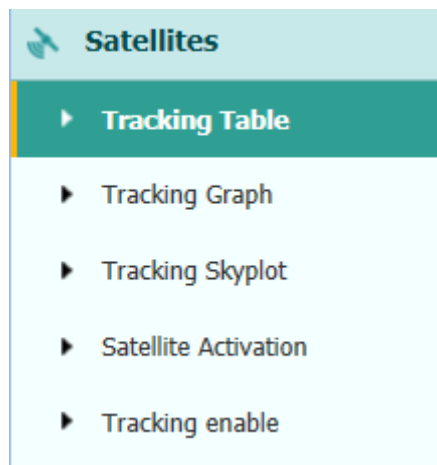 Satellites
Tracking Table
Tracking Graph
Tracking Skyplot
Satellite Activation
Tracking enable